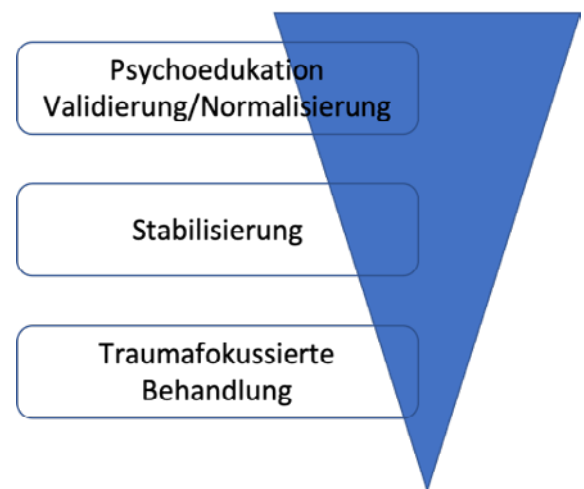 Psychoedukation
Validierung/Normalisierung
Stabilisierung
Traumafokussierte
Behandlung